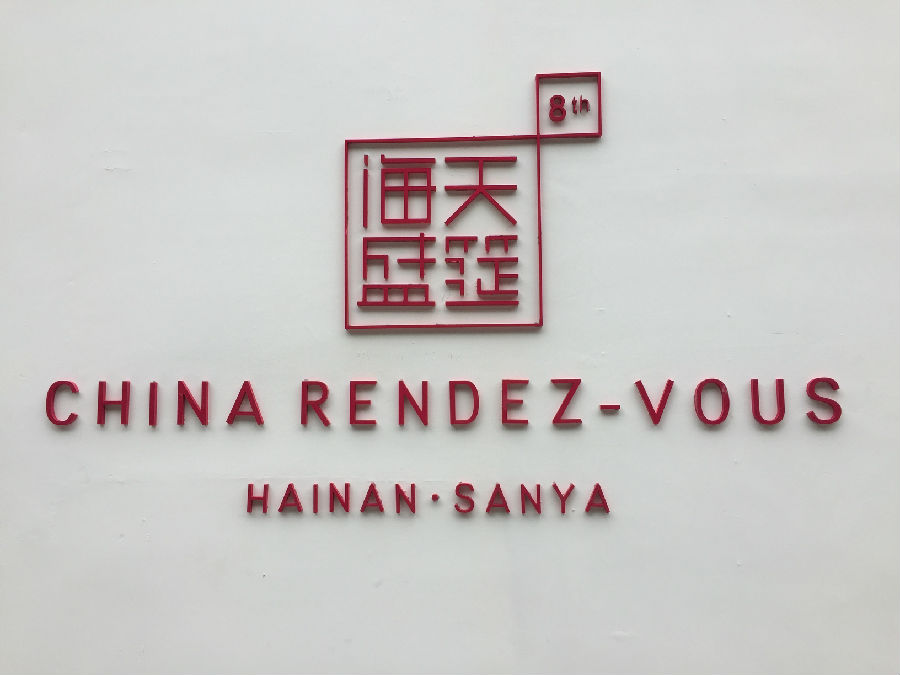 8th
海天
盛筵
CHINA RENDEZ-VOUS
HAINAN·SANYA